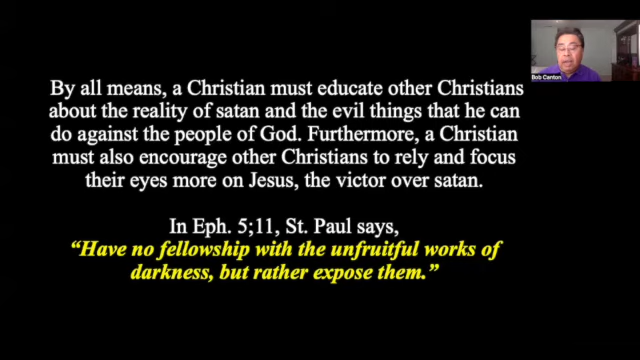 Bob Canton
By all means, a Christian must educate other Christians
about the reality of satan and the evil things that he can
do against the people of God. Furthermore, a Christian
must also encourage other Christians to rely and focus
their eyes more on Jesus, the victor over satan.
In Eph. 5;11, St. Paul says,
“Have no fellowship with the unfruitful works of
darkness, but rather expose them.”